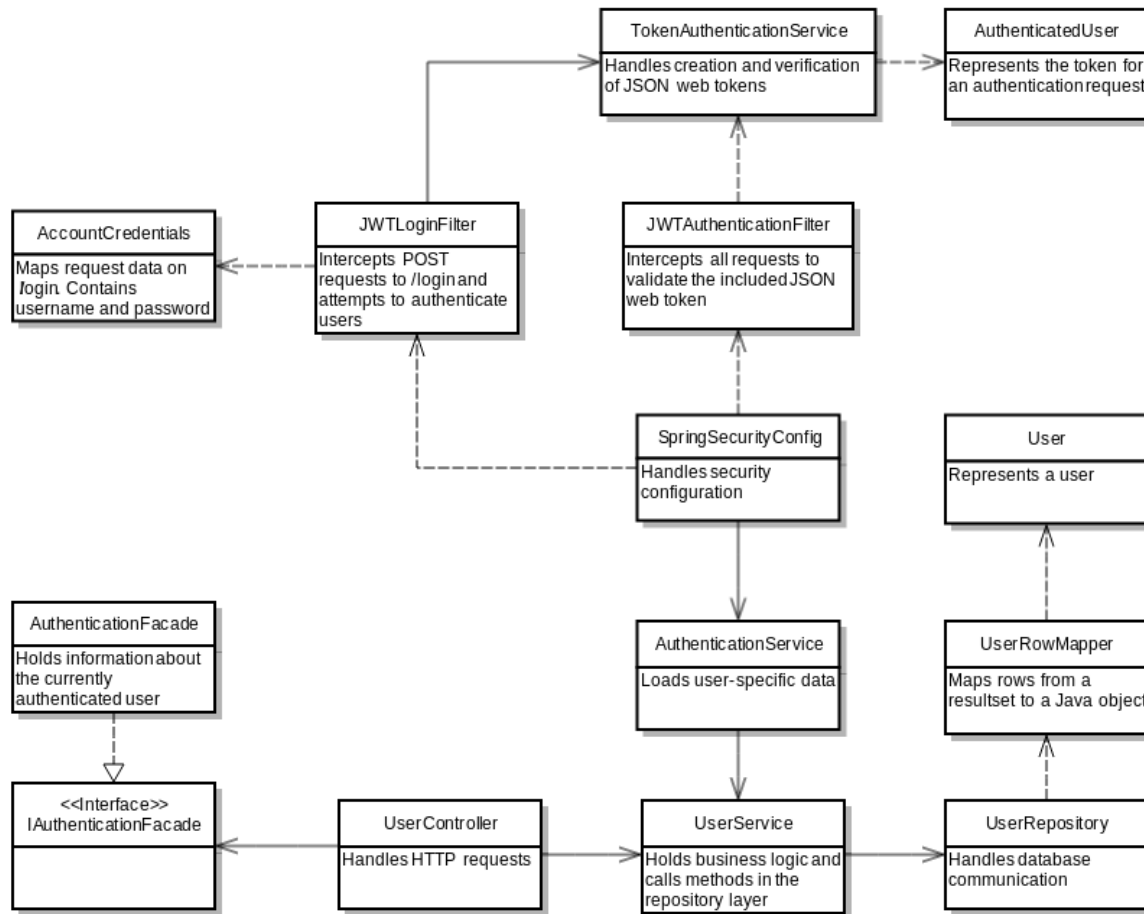 TokenAuthenticationService
Handles creation and verification
of JSON web tokens
AuthenticatedUser
Represents the token for
an authentication request
AccountCredentials
Maps request data on
/login. Contains
username and password
JWTLoginFilter
Intercepts POST
requests to /login and
attempts to authenticate
users
JWTAuthenticationFilter
Intercepts all requests to
validate the included JSON
web token
SpringSecurityConfig
Handles security
configuration
User
Represents a user
AuthenticationFacade
Holds information about
the currently
authenticated user
AuthenticationService
Loads user-specific data
UserRowMapper
Maps rows from a
resultset to a Java object
<<Interface>>
IAuthenticationFacade
UserController
Handles HTTP requests
UserService
Holds business logic and
calls methods in the
repository layer
UserRepository
Handles database
communication